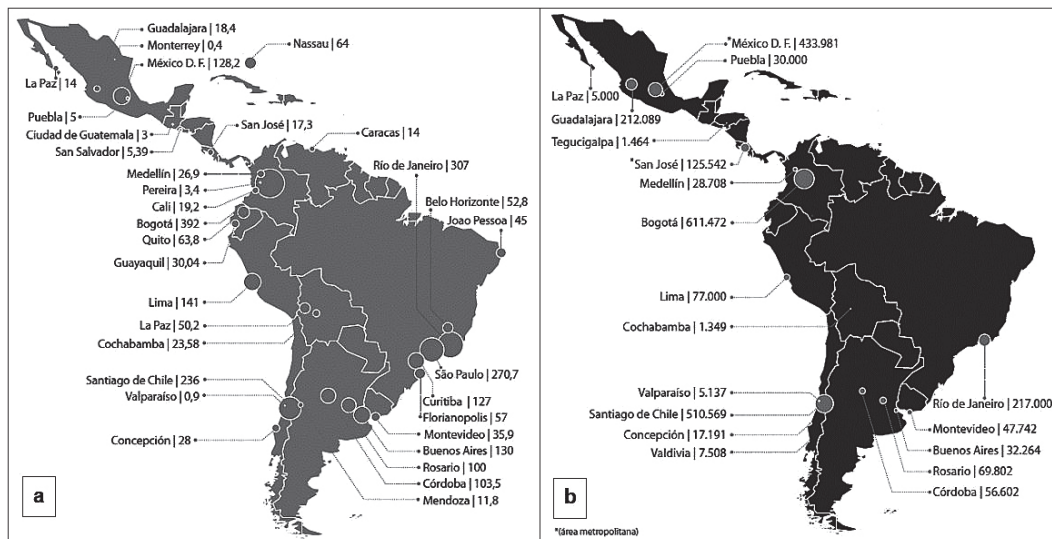 Guadalajara | 18,4
Monterrey | 0,4
México D. F. | 128,2
Nassau | 64
La Paz | 14
Puebla | 5
Ciudad de Guatemala | 3
San Salvador | 5,39
San José | 17,3
Caracas | 14
Río de Janeiro | 307
Medellín | 26,9
Pereira | 3,4
Cali | 19,2
Bogotá | 392
Quito | 63,8
Guayaquil | 30,04
Belo Horizonte | 52,8
Joao Pessoa | 45
Lima | 141
La Paz | 50,2
Cochabamba | 23,58
Santiago de Chile | 236
Valparaíso | 0,9
Concepción | 28
São Paulo | 270,7
Curitiba | 127
Florianopolis | 57
Montevideo | 35,9
Buenos Aires | 130
Rosario | 100
Córdoba | 103,5
Mendoza | 11,8
a
*México D. F. | 433.981
Puebla | 30.000
La Paz | 5.000
Guadalajara | 212.089
Tegucigalpa | 1.464
*San José | 125.542
Medellín | 28.708
Bogotá | 611.472
Lima | 77.000
Cochabamba | 1.349
Valparaíso | 5.137
Santiago de Chile | 510.569
Concepción | 17.191
Valdivia | 7.508
Río de Janeiro | 217.000
Montevideo | 47.742
Buenos Aires | 32.264
Rosario | 69.802
Córdoba | 56.602
b
*(área metropolitana)